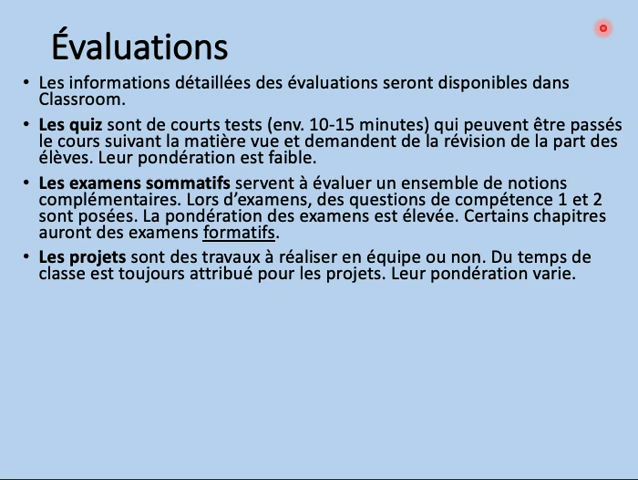 Évaluations
• Les informations détaillées des évaluations seront disponibles dans
Classroom.
• Les quiz sont de courts tests (env. 10-15 minutes) qui peuvent être passés
le cours suivant la matière vue et demandent de la révision de la part des
élèves. Leur pondération est faible.
• Les examens sommatifs servent à évaluer un ensemble de notions
complémentaires. Lors d’examens, des questions de compétence 1 et 2
sont posées. La pondération des examens est élevée. Certains chapitres
auront des examens formatifs.
• Les projets sont des travaux à réaliser en équipe ou non. Du temps de
classe est toujours attribué pour les projets. Leur pondération varie.